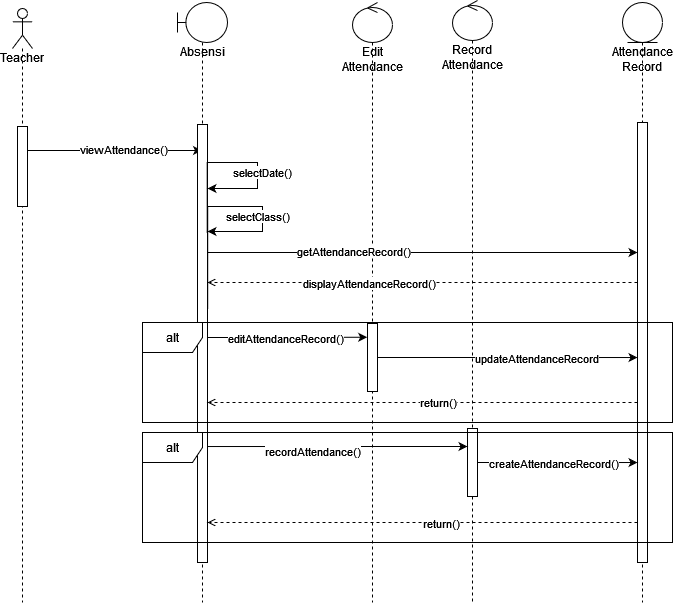 Teacher
Absensi
Edit
Attendance
Record
Attendance
Attendance
Record
viewAttendance()
selectDate()
selectClass()
getAttendanceRecord()
displayAttendanceRecord()
alt
editAttendanceRecord()
updateAttendanceRecord
return()
alt
recordAttendance()
createAttendanceRecord()
return()